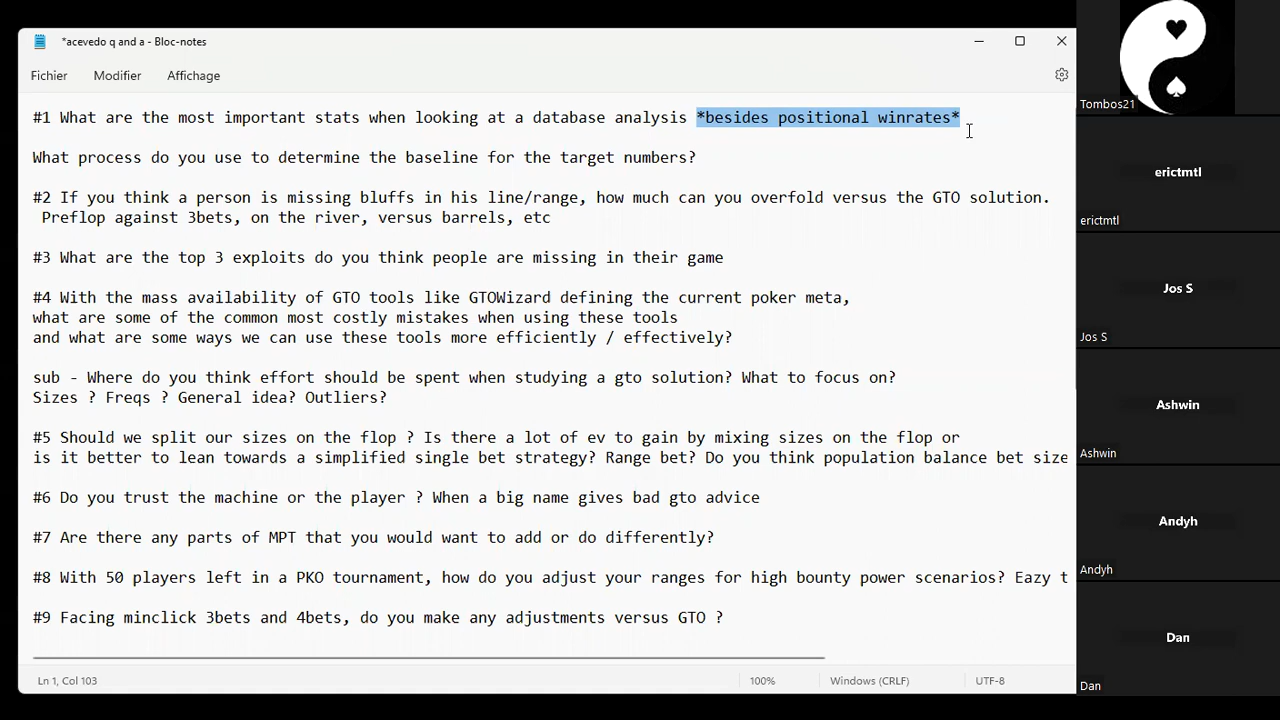 *acevedo q and a - Bloc-notes
Fichier Modifier Affichage
#1 What are the most important stats when looking at a database analysis *besides positional winrates*
What process do you use to determine the baseline for the target numbers?
#2 If you think a person is missing bluffs in his line/range, how much can you overfold versus the GTO solution.
Preflop against 3bets, on the river, versus barrels, etc
#3 What are the top 3 exploits do you think people are missing in their game
#4 With the mass availability of GTO tools like GTOWizard defining the current poker meta,
what are some of the common most costly mistakes when using these tools
and what are some ways we can use these tools more efficiently / effectively?
sub - Where do you think effort should be spent when studying a gto solution? What to focus on?
Sizes ? Freqs ? General idea? Outliers?
#5 Should we split our sizes on the flop ? Is there a lot of ev to gain by mixing sizes on the flop or
is it better to lean towards a simplified single bet strategy? Range bet? Do you think population balance bet size
#6 Do you trust the machine or the player ? When a big name gives bad gto advice
#7 Are there any parts of MPT that you would want to add or do differently?
#8 With 50 players left in a PKO tournament, how do you adjust your ranges for high bounty power scenarios? Eazy t
#9 Facing minclick 3bets and 4bets, do you make any adjustments versus GTO ?
Ln 1, Col 103
100%
Windows (CRLF)
UTF-8
Tombos21
erictmtl
erictmtl
Jos S
Jos S
Ashwin
Ashwin
Andyh
Andyh
Dan
Dan